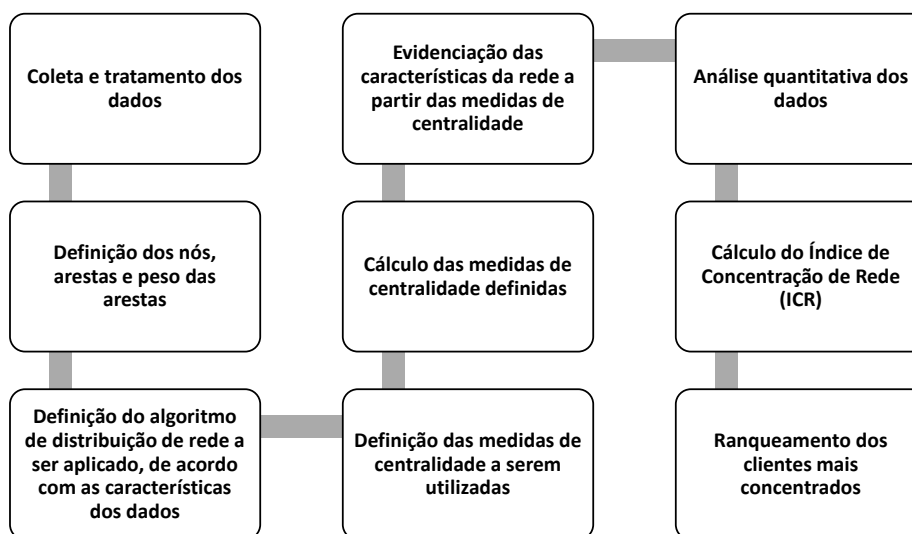 Coleta e tratamento dos
dados
Definição dos nós,
arestas e peso das
arestas
Definição do algoritmo
de distribuição de rede a
ser aplicado, de acordo
com as características
dos dados
Definição das medidas de
centralidade a serem
utilizadas
Cálculo das medidas de
centralidade definidas
Evidenciação das
características da rede a
partir das medidas de
centralidade
Análise quantitativa dos
dados
Cálculo do Índice de
Concentração de Rede
(ICR)
Ranqueamento dos
clientes mais
concentrados